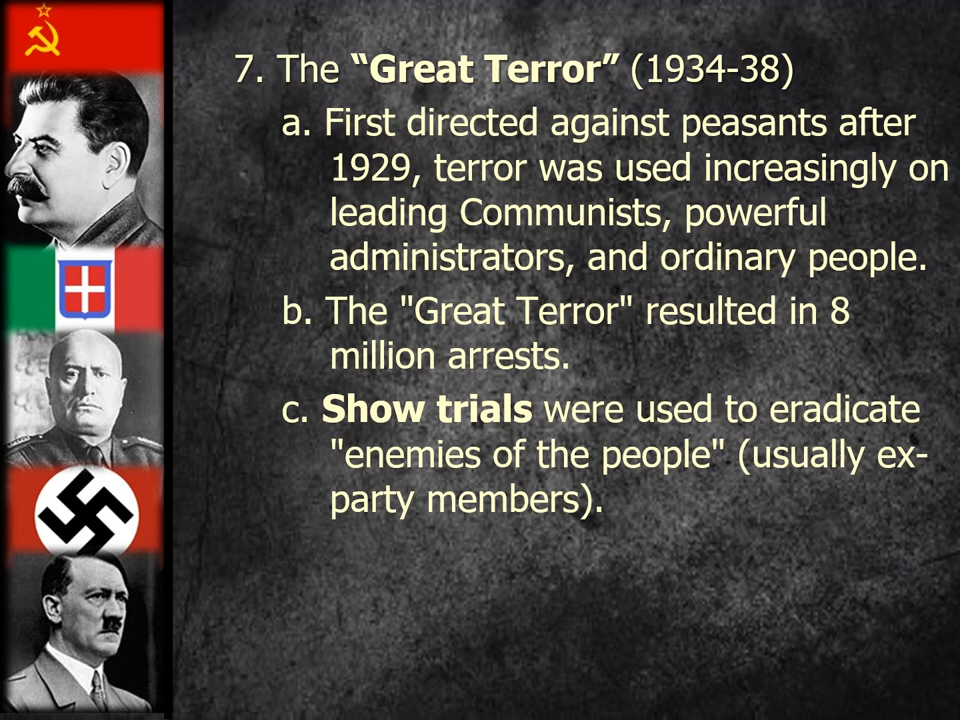 7. The “Great Terror” (1934-38)
a. First directed against peasants after
1929, terror was used increasingly on
leading Communists, powerful
administrators, and ordinary people.
b. The "Great Terror" resulted in 8
million arrests.
c. Show trials were used to eradicate
"enemies of the people" (usually ex-
party members).